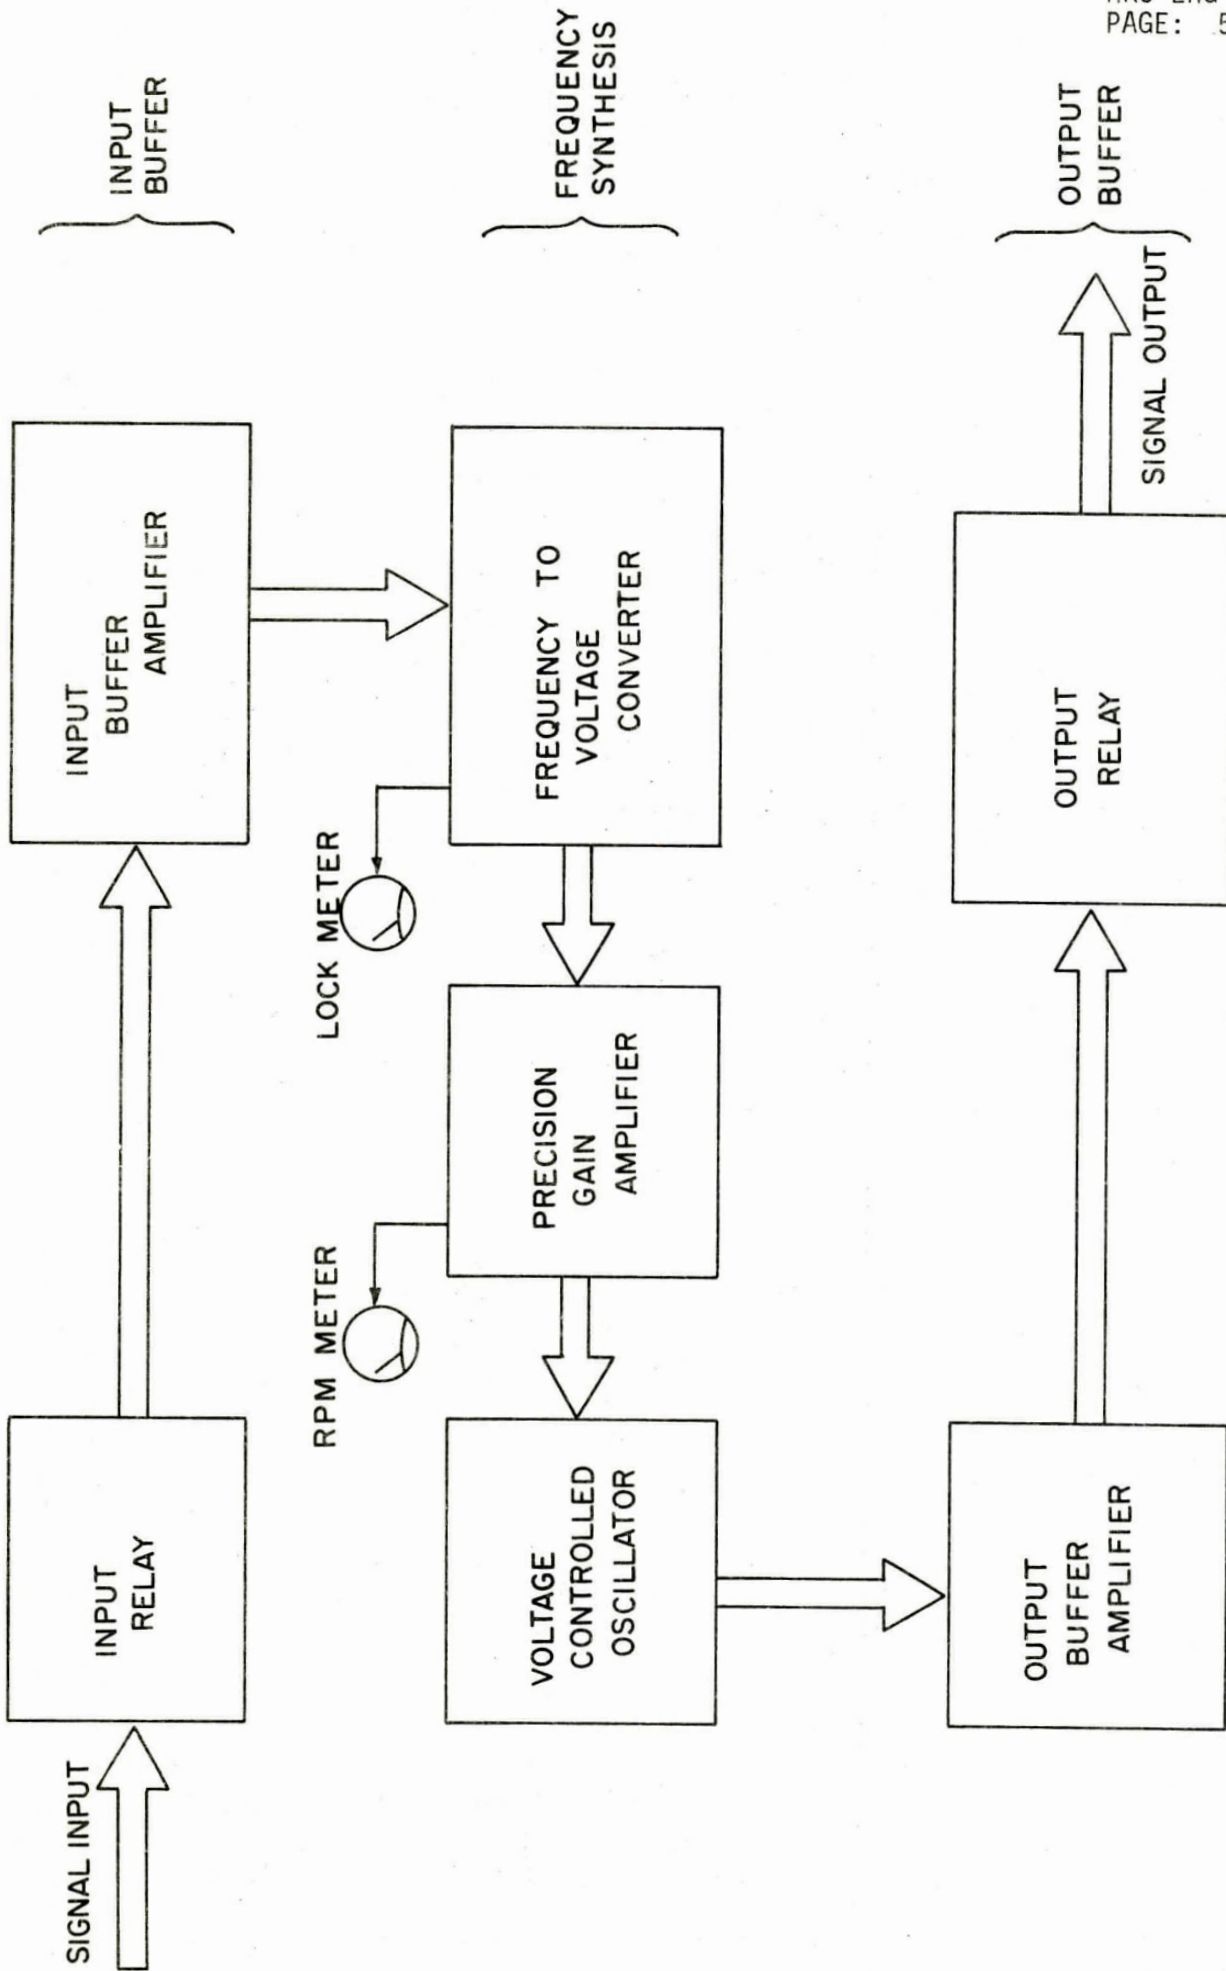 PAGE: 5
SIGNAL INPUT
INPUT
RELAY
INPUT
BUFFER
AMPLIFIER
INPUT
BUFFER
RPM METER
LOCK METER
VOLTAGE
CONTROLLED
OSCILLATOR
PRECISION
GAIN
AMPLIFIER
FREQUENCY TO
VOLTAGE
CONVERTER
FREQUENCY
SYNTHESIS
OUTPUT
BUFFER
AMPLIFIER
OUTPUT
RELAY
SIGNAL OUTPUT
OUTPUT
BUFFER